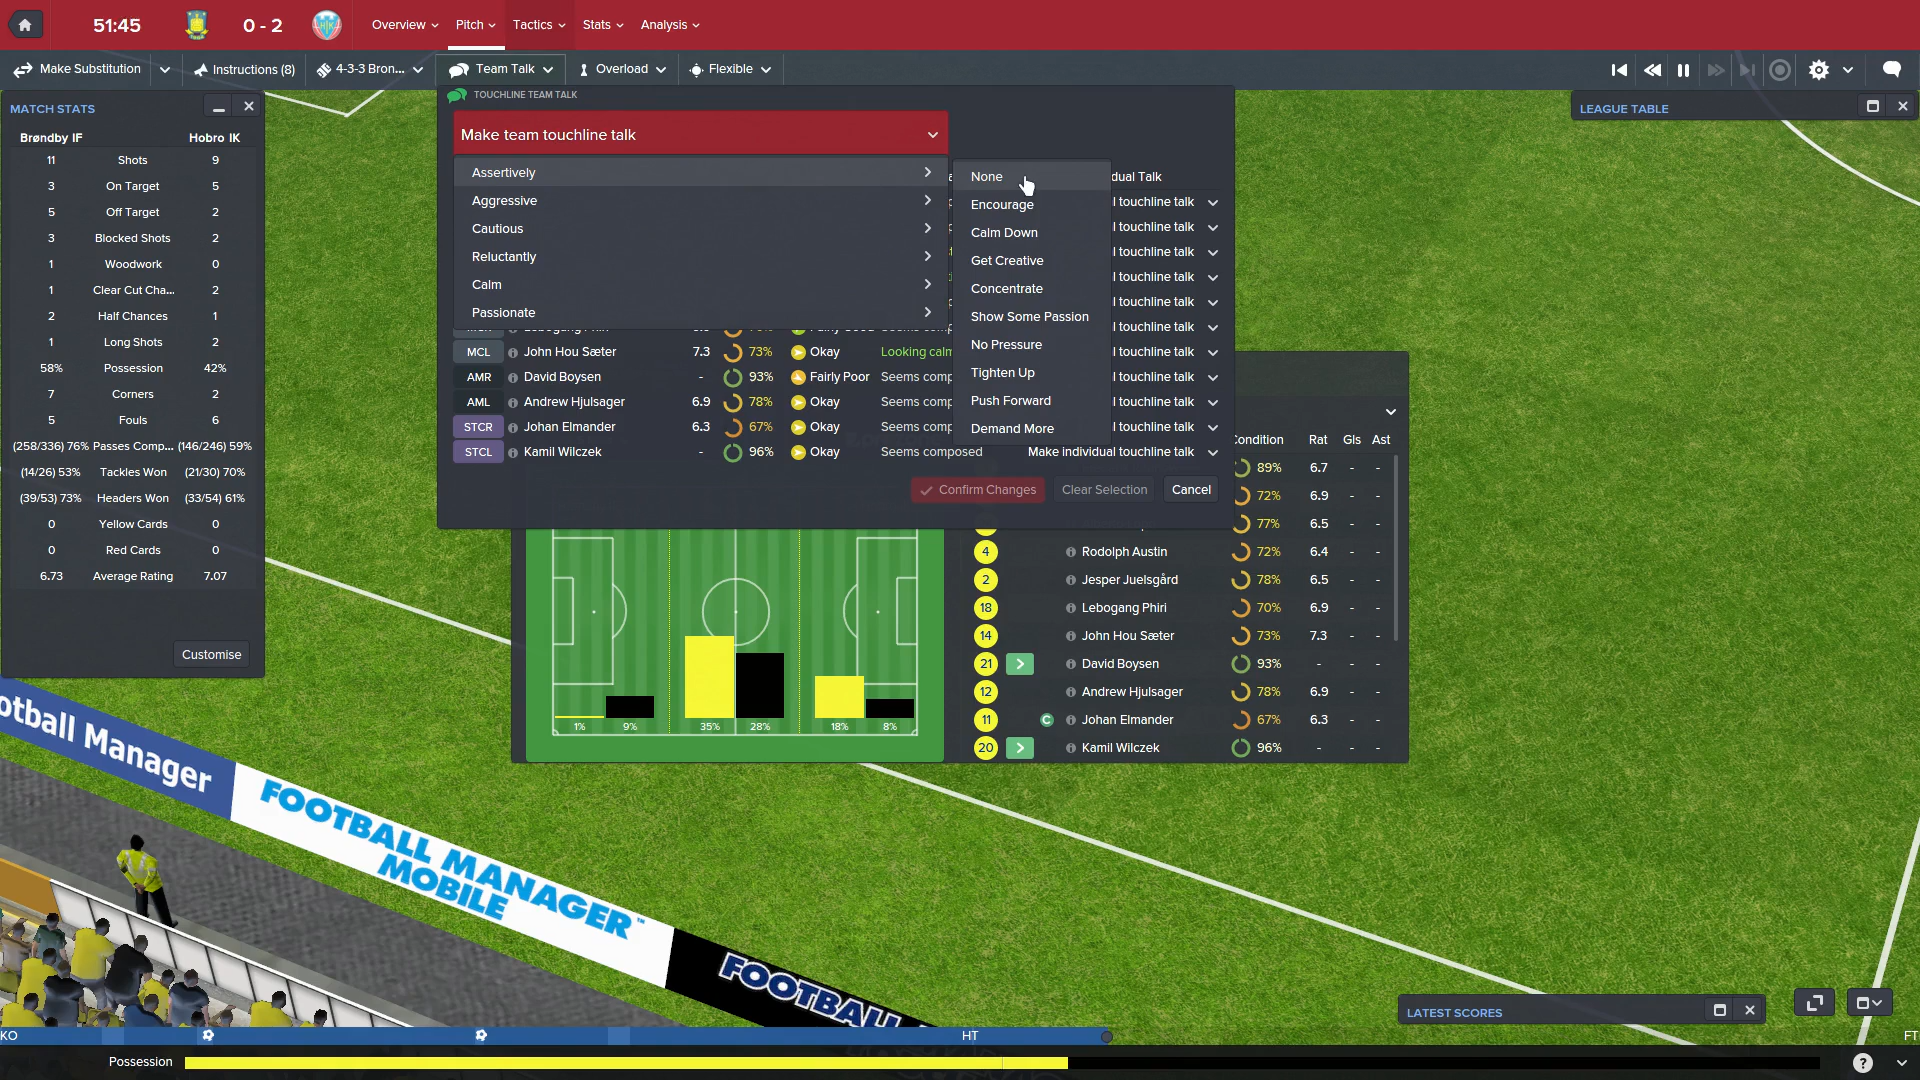 51:45
0 - 2
Overview
Pitch
Tactics
Stats
Analysis
Make Substitution
Instructions (8)
4-3-3 Bron...
Team Talk
Overload
Flexible
MATCH STATS
Brøndby IF Hobro IK
11 Shots 9
3 On Target 5
5 Off Target 2
3 Blocked Shots 2
1 Woodwork 0
1 Clear Cut Cha... 2
2 Half Chances 1
1 Long Shots 2
58% Possession 42%
7 Corners 2
5 Fouls 6
(258/336) 76% Passes Comp... (146/246) 59%
(14/26) 53% Tackles Won (21/30) 70%
(39/53) 73% Headers Won (33/54) 61%
0 Yellow Cards 0
0 Red Cards 0
6.73 Average Rating 7.07
Customise
TOUCHLINE TEAM TALK
Make team touchline talk
Assertively
Aggressive
Cautious
Reluctantly
Calm
Passionate
None
Encourage
Calm Down
Get Creative
Concentrate
Show Some Passion
No Pressure
Tighten Up
Push Forward
Demand More
dual Talk
l touchline talk
l touchline talk
l touchline talk
l touchline talk
l touchline talk
l touchline talk
MCL John Hou Sæter 7.3 73% Okay Looking calm l touchline talk
AMR David Boysen - 93% Fairly Poor Seems comp l touchline talk
AML Andrew Hjulsager 6.9 78% Okay Seems comp l touchline talk
STCR Johan Elmander 6.3 67% Okay Seems comp l touchline talk
STCL Kamil Wilczek - 96% Okay Seems composed Make individual touchline talk
Confirm Changes
Clear Selection
Cancel
LEAGUE TABLE
Condition Rat Gls Ast
89% 6.7 - -
72% 6.9 - -
77% 6.5 - -
4 Rodolph Austin 72% 6.4 - -
2 Jesper Juelsgård 78% 6.5 - -
18 Lebogang Phiri 70% 6.9 - -
14 John Hou Sæter 73% 7.3 - -
21 David Boysen 93% - - -
12 Andrew Hjulsager 78% 6.9 - -
11 C Johan Elmander 67% 6.3 - -
20 Kamil Wilczek 96% - - -
1% 9% 35% 28% 18% 8%
otball Manager
FOOTBALL MANAGER
MOBILE
FOOTBALL
LATEST SCORES
KO
HT
FT
Possession
?